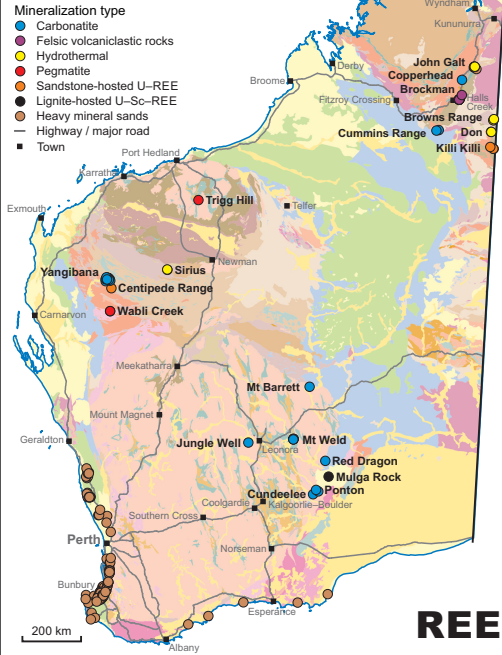 Mineralization type
Carbonatite
Felsic volcaniclastic rocks
Hydrothermal
Pegmatite
Sandstone-hosted U–REE
Lignite-hosted U–Sc–REE
Heavy mineral sands
Highway / major road
Town
Wyndham
Kununurra
John Galt
Derby
Copperhead
Broome
Brockman
Fitzroy Crossing
Halls
Creek
Browns Range
Cummins Range
Don
Killi Killi
Port Hedland
Karratha
Exmouth
Trigg Hill
Telfer
Newman
Yangibana
Sirius
Centipede Range
Carnarvon
Wabli Creek
Meekatharra
Mt Barrett
Mount Magnet
Geraldton
Jungle Well
Mt Weld
Leonora
Red Dragon
Mulga Rock
Cundeelee
Ponton
Coolgardie
Kalgoorlie–Boulder
Southern Cross
Perth
Norseman
Bunbury
Esperance
200 km
Albany
REE